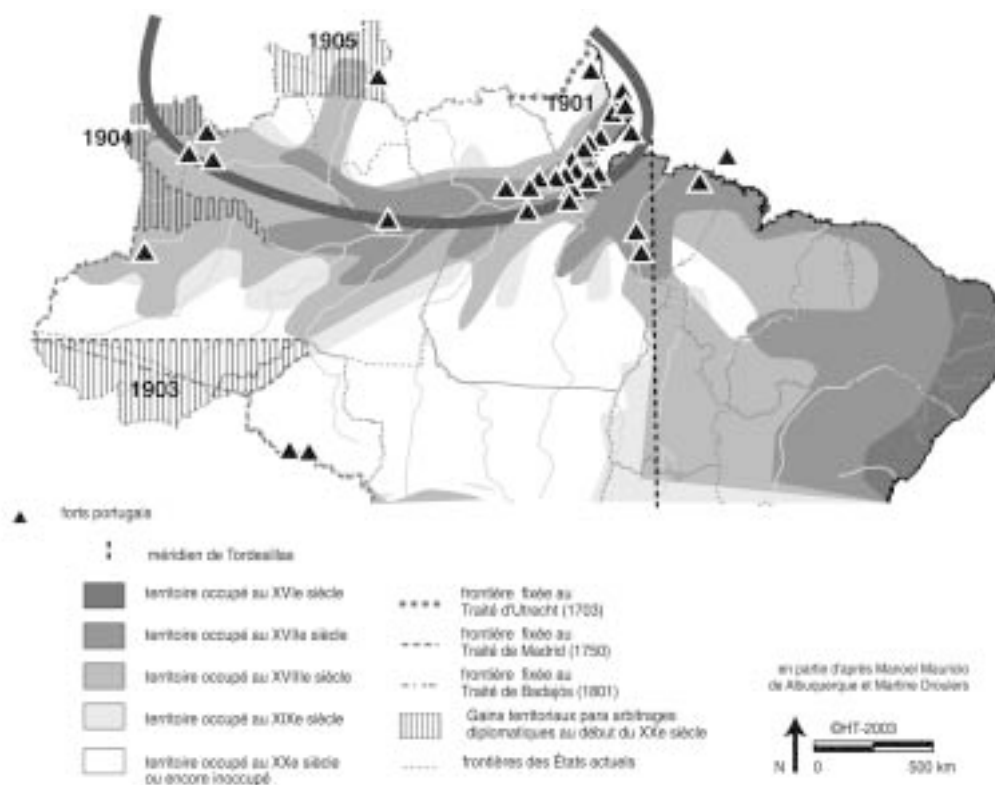 1905
1901
1904
1903
forts portugais
méridien de Tordesillas
territoire occupé au XVIe siècle
territoire occupé au XVIIe siècle
territoire occupé au XVIIIe siècle
territoire occupé au XIXe siècle
territoire occupé au XXe siècle
ou encore inoccupé
frontière fixée au
Traité d'Utrecht (1703)
frontière fixée au
Traité de Madrid (1750)
frontière fixée au
Traité de Badajós (1801)
Gains territoriaux para arbitrages
diplomatiques au début du XXe siècle
frontières des États actuels
en partie d'après Manoel Mauricio
de Albuquerque et Martine Droulers
©HT-2003
N 0 500 km